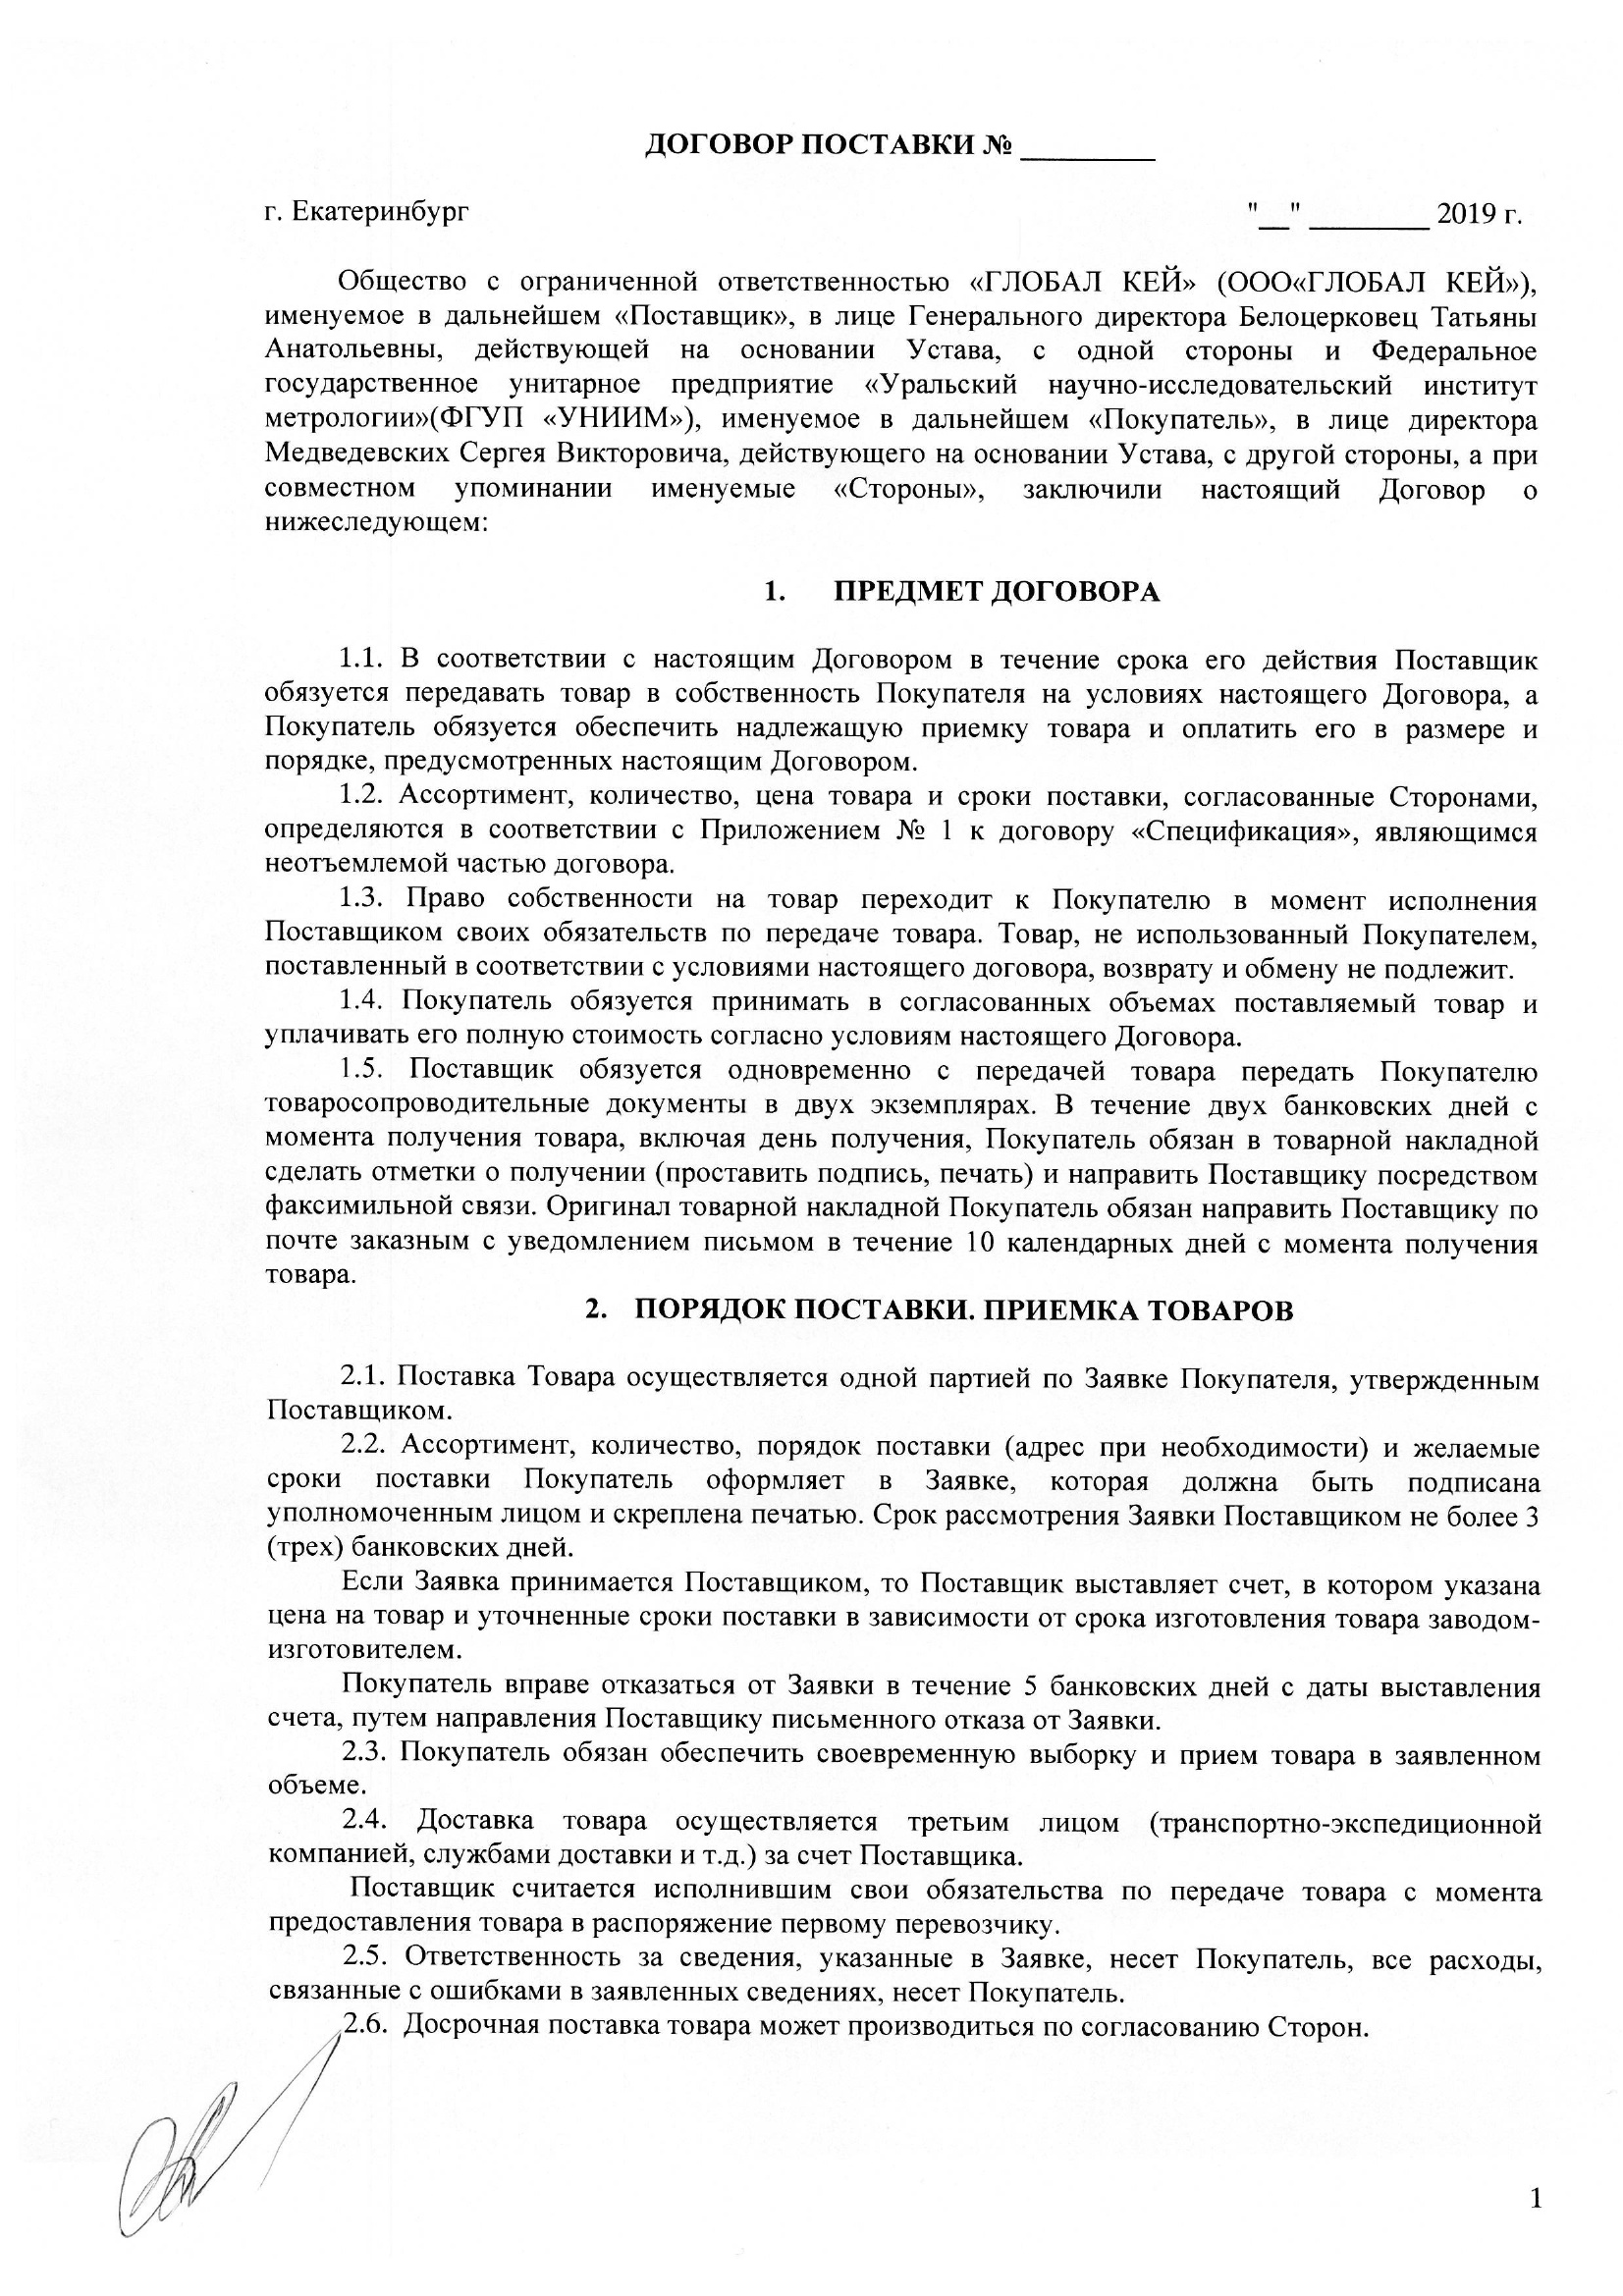 ДОГОВОР ПОСТАВКИ № _________
г. Екатеринбург "__" ________ 2019 г.
Общество с ограниченной ответственностью «ГЛОБАЛ КЕЙ» (ООО«ГЛОБАЛ КЕЙ»),
именуемое в дальнейшем «Поставщик», в лице Генерального директора Белоцерковец Татьяны
Анатольевны, действующей на основании Устава, с одной стороны и Федеральное
государственное унитарное предприятие «Уральский научно-исследовательский институт
метрологии»(ФГУП «УНИИМ»), именуемое в дальнейшем «Покупатель», в лице директора
Медведевских Сергея Викторовича, действующего на основании Устава, с другой стороны, а при
совместном упоминании именуемые «Стороны», заключили настоящий Договор о
нижеследующем:
1. ПРЕДМЕТ ДОГОВОРА
1.1. В соответствии с настоящим Договором в течение срока его действия Поставщик
обязуется передавать товар в собственность Покупателя на условиях настоящего Договора, а
Покупатель обязуется обеспечить надлежащую приемку товара и оплатить его в размере и
порядке, предусмотренных настоящим Договором.
1.2. Ассортимент, количество, цена товара и сроки поставки, согласованные Сторонами,
определяются в соответствии с Приложением № 1 к договору «Спецификация», являющимся
неотъемлемой частью договора.
1.3. Право собственности на товар переходит к Покупателю в момент исполнения
Поставщиком своих обязательств по передаче товара. Товар, не использованный Покупателем,
поставленный в соответствии с условиями настоящего договора, возврату и обмену не подлежит.
1.4. Покупатель обязуется принимать в согласованных объемах поставляемый товар и
уплачивать его полную стоимость согласно условиям настоящего Договора.
1.5. Поставщик обязуется одновременно с передачей товара передать Покупателю
товаросопроводительные документы в двух экземплярах. В течение двух банковских дней с
момента получения товара, включая день получения, Покупатель обязан в товарной накладной
сделать отметки о получении (проставить подпись, печать) и направить Поставщику посредством
факсимильной связи. Оригинал товарной накладной Покупатель обязан направить Поставщику по
почте заказным с уведомлением письмом в течение 10 календарных дней с момента получения
товара.
2. ПОРЯДОК ПОСТАВКИ. ПРИЕМКА ТОВАРОВ
2.1. Поставка Товара осуществляется одной партией по Заявке Покупателя, утвержденным
Поставщиком.
2.2. Ассортимент, количество, порядок поставки (адрес при необходимости) и желаемые
сроки поставки Покупатель оформляет в Заявке, которая должна быть подписана
уполномоченным лицом и скреплена печатью. Срок рассмотрения Заявки Поставщиком не более 3
(трех) банковских дней.
Если Заявка принимается Поставщиком, то Поставщик выставляет счет, в котором указана
цена на товар и уточненные сроки поставки в зависимости от срока изготовления товара заводом-
изготовителем.
Покупатель вправе отказаться от Заявки в течение 5 банковских дней с даты выставления
счета, путем направления Поставщику письменного отказа от Заявки.
2.3. Покупатель обязан обеспечить своевременную выборку и прием товара в заявленном
объеме.
2.4. Доставка товара осуществляется третьим лицом (транспортно-экспедиционной
компанией, службами доставки и т.д.) за счет Поставщика.
Поставщик считается исполнившим свои обязательства по передаче товара с момента
предоставления товара в распоряжение первому перевозчику.
2.5. Ответственность за сведения, указанные в Заявке, несет Покупатель, все расходы,
связанные с ошибками в заявленных сведениях, несет Покупатель.
2.6. Досрочная поставка товара может производиться по согласованию Сторон.
1